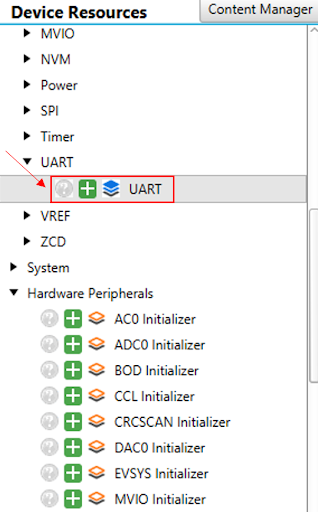 Device Resources
Content Manager
MVIO
NVM
Power
SPI
Timer
UART
UART
VREF
ZCD
System
Hardware Peripherals
AC0 Initializer
ADC0 Initializer
BOD Initializer
CCL Initializer
CRCSCAN Initializer
DAC0 Initializer
EVSYS Initializer
MVIO Initializer